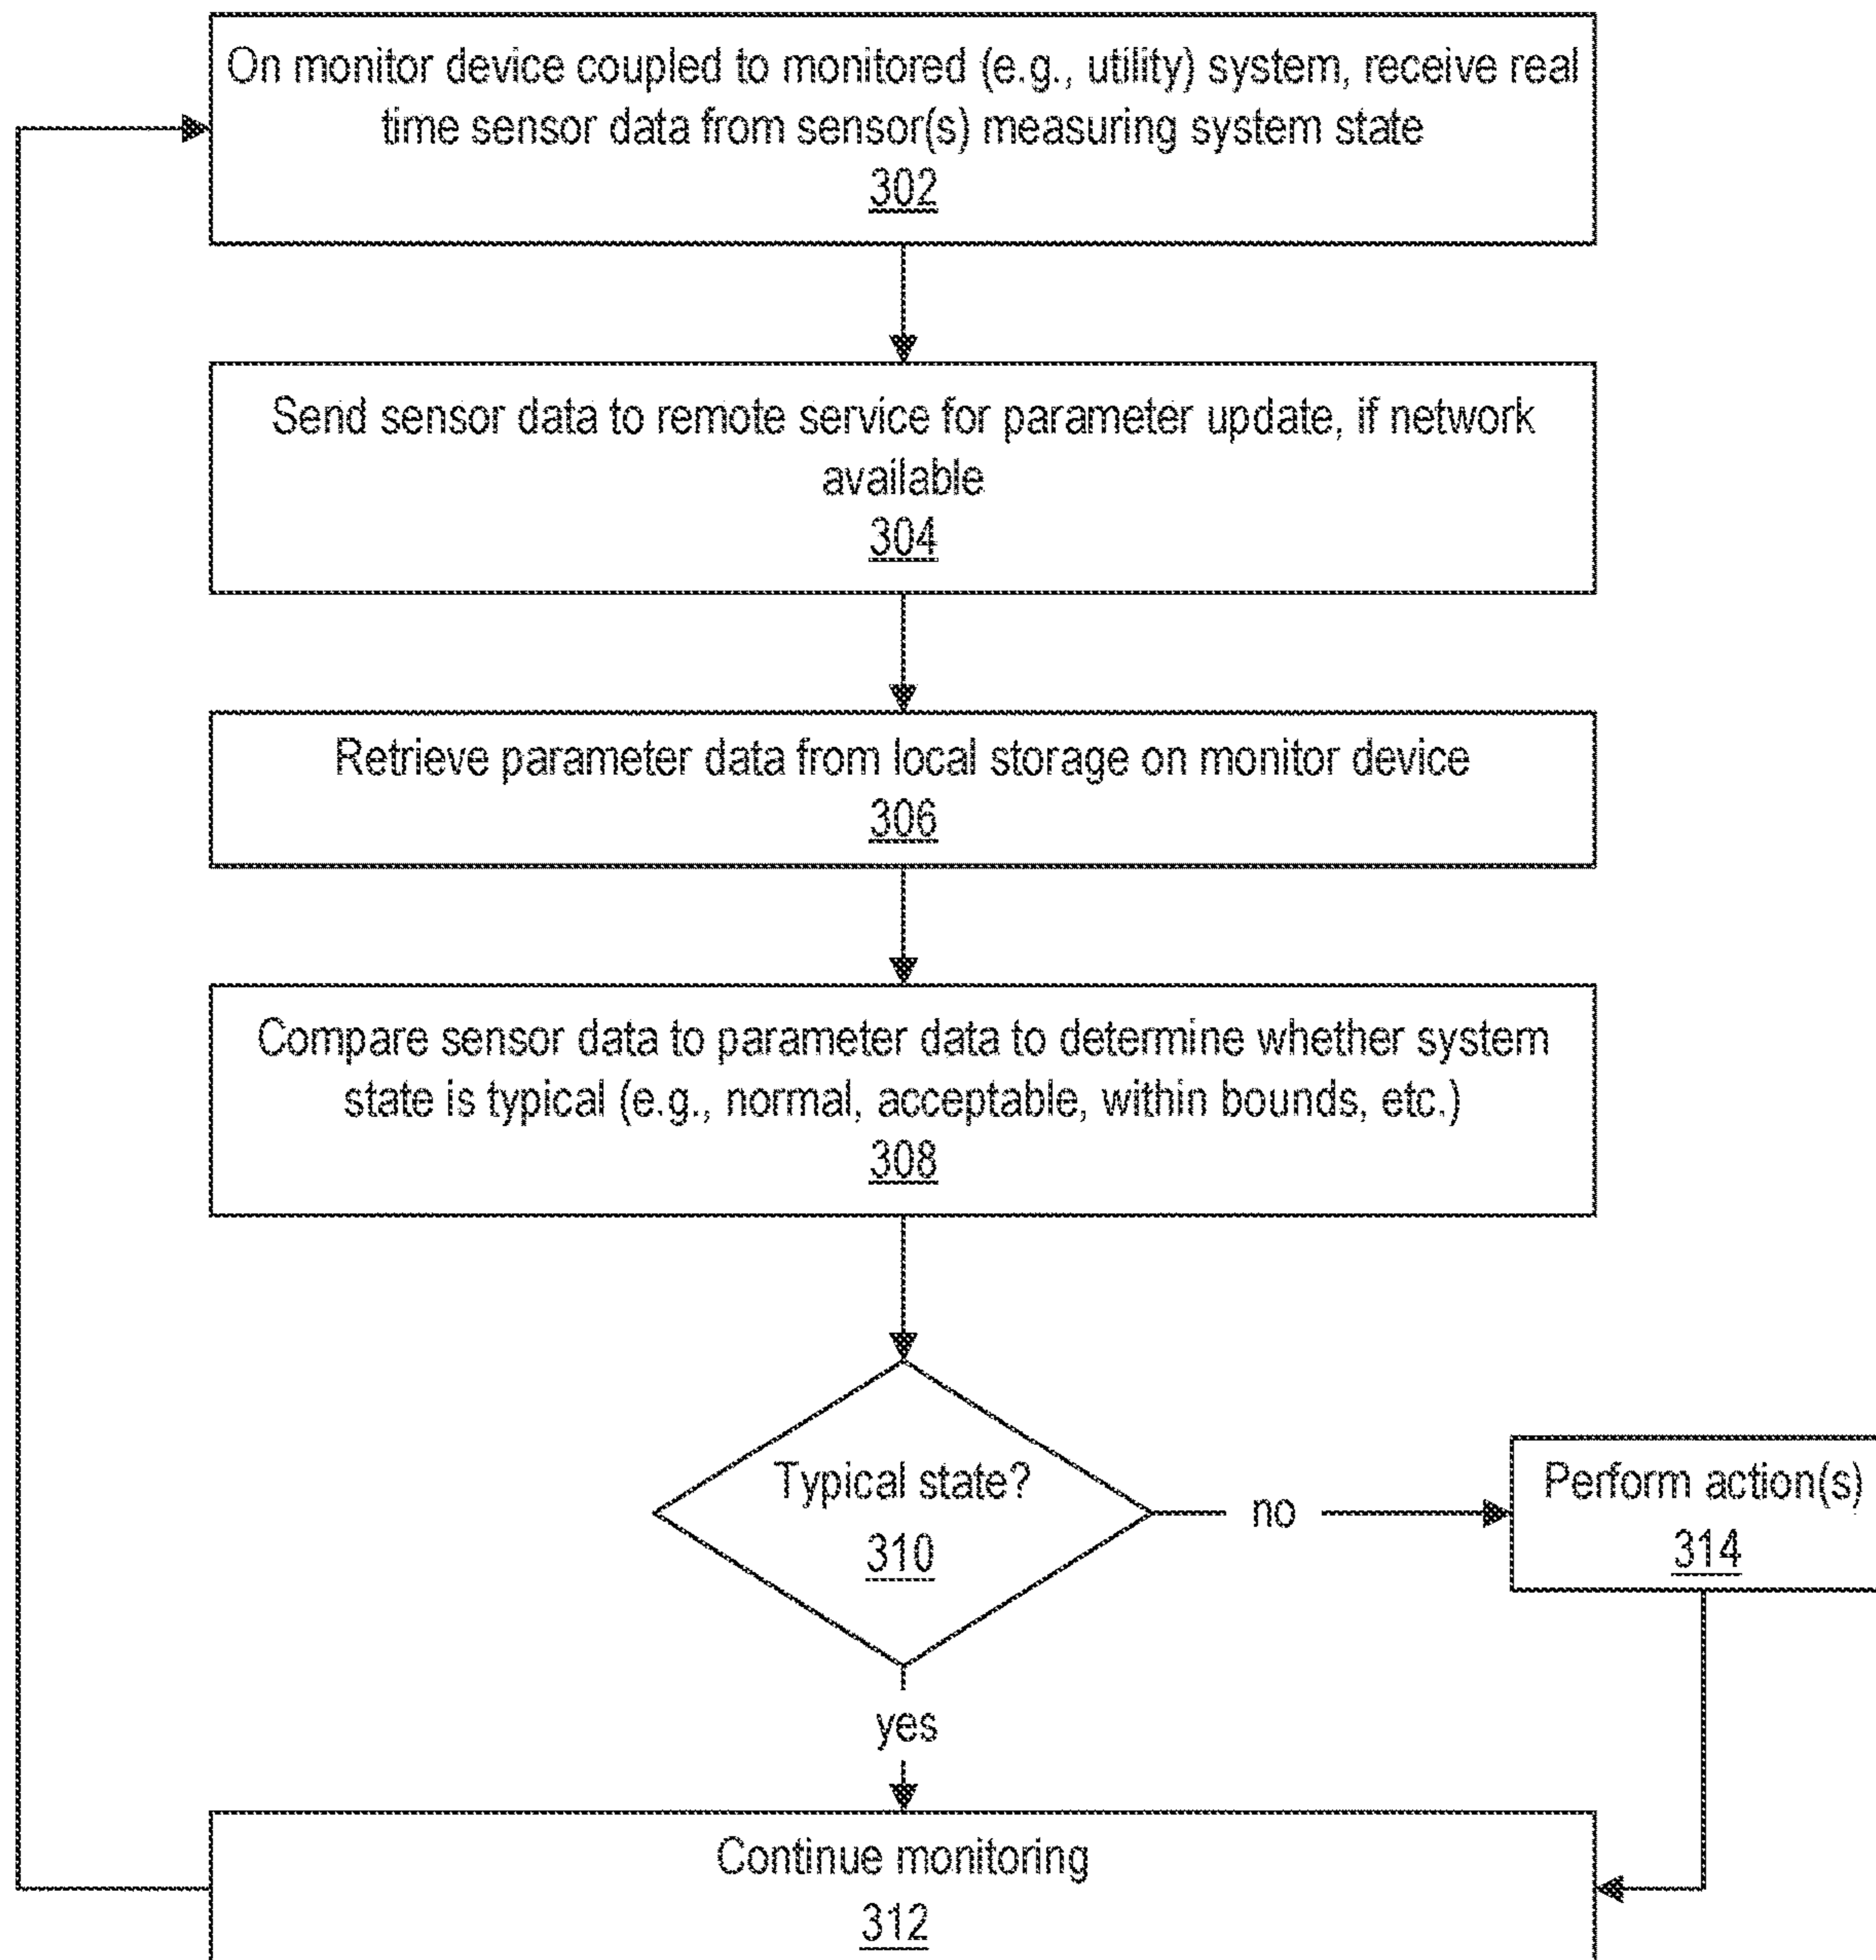 On monitor device coupled to monitored (e.g., utility) system, receive real
time sensor data from sensor(s) measuring system state
302
Send sensor data to remote service for parameter update, if network
available
304
Retrieve parameter data from local storage on monitor device
306
Compare sensor data to parameter data to determine whether system
state is typical (e.g., normal, acceptable, within bounds, etc.)
308
Typical state?
310
no
Perform action(s)
314
yes
Continue monitoring
312